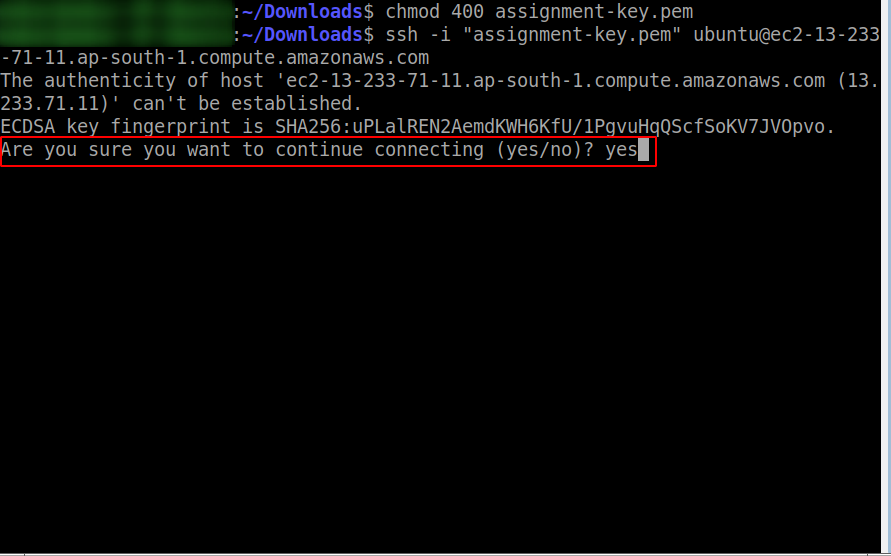 :~/Downloads$ chmod 400 assignment-key.pem
:~/Downloads$ ssh -i "assignment-key.pem" ubuntu@ec2-13-233
-71-11.ap-south-1.compute.amazonaws.com
The authenticity of host 'ec2-13-233-71-11.ap-south-1.compute.amazonaws.com (13.
233.71.11)' can't be established.
ECDSA key fingerprint is SHA256:uPLalREN2AemdKWH6KfU/1PgvuHqQScfSoKV7JVOpvo.
Are you sure you want to continue connecting (yes/no)? yes